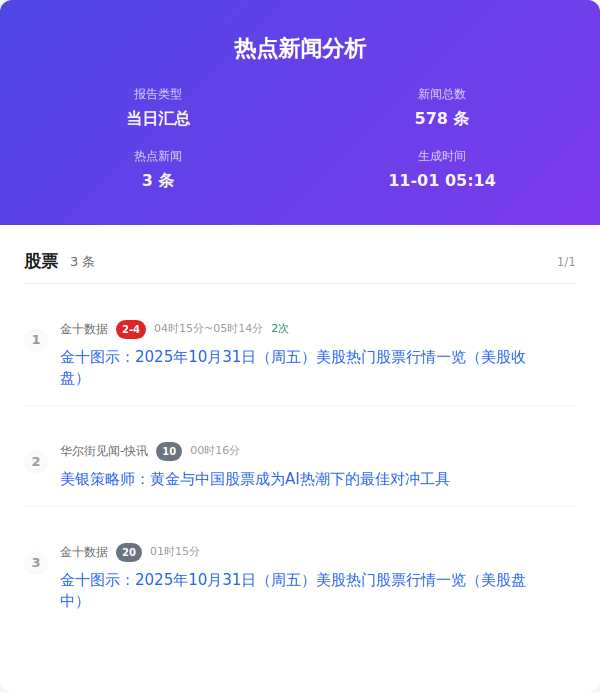 热点新闻分析
报告类型
新闻总数
当日汇总
578 条
热点新闻
生成时间
3 条
11-01 05:14
股票 3 条 1/1
1
金十数据 2-4 04时15分~05时14分 2次
金十图示：2025年10月31日（周五）美股热门股票行情一览（美股收
盘）
2
华尔街见闻-快讯 10 00时16分
美银策略师：黄金与中国股票成为AI热潮下的最佳对冲工具
3
金十数据 20 01时15分
金十图示：2025年10月31日（周五）美股热门股票行情一览（美股盘
中）